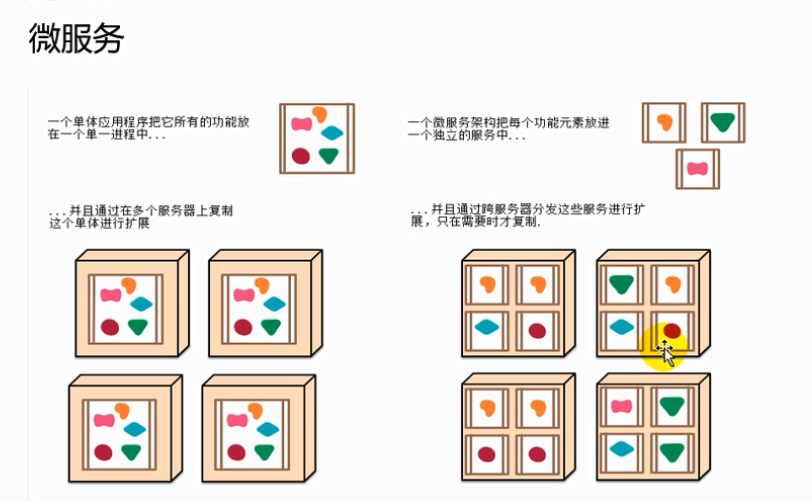 微服务
一个单体应用程序把它所有的功能放
在一个单一进程中...
...并且通过在多个服务器上复制
这个单体进行扩展
一个微服务架构把每个功能元素放进
一个独立的服务中...
...并且通过跨服务器分发这些服务进行扩
展，只在需要时才复制.